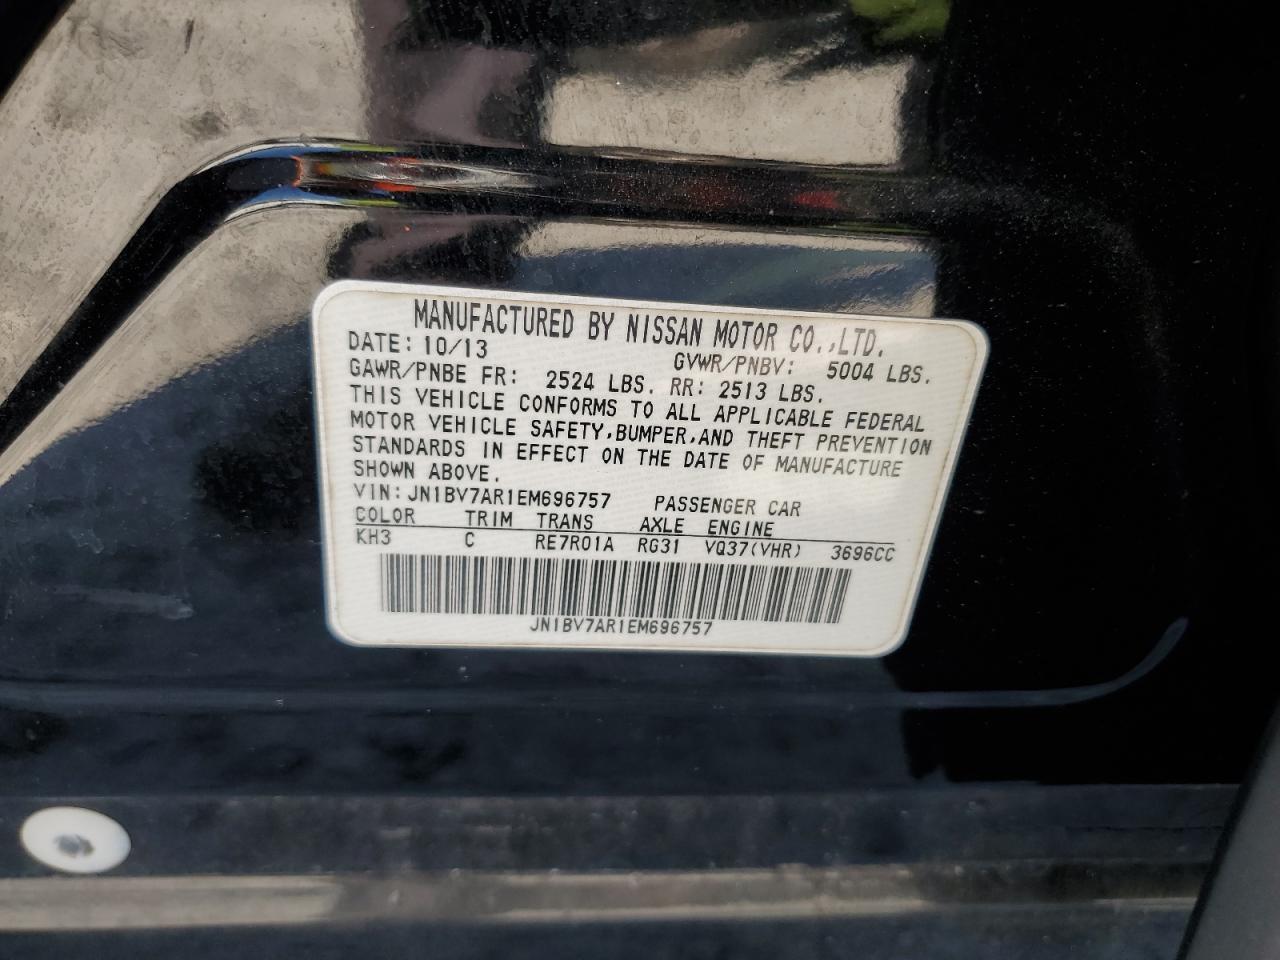 MANUFACTURED BY NISSAN MOTOR CO.,LTD.
DATE: 10/13 GVWR/PNBV: 5004 LBS.
GAWR/PNBE FR: 2524 LBS. RR: 2513 LBS.
THIS VEHICLE CONFORMS TO ALL APPLICABLE FEDERAL
MOTOR VEHICLE SAFETY,BUMPER,AND THEFT PREVENTION
STANDARDS IN EFFECT ON THE DATE OF MANUFACTURE
SHOWN ABOVE.
VIN:JN1BV7AR1EM696757 PASSENGER CAR
COLOR TRIM TRANS AXLE ENGINE
KH3 C RE7R01A RG31 VQ37(VHR) 3696CC
JN1BV7AR1EM696757